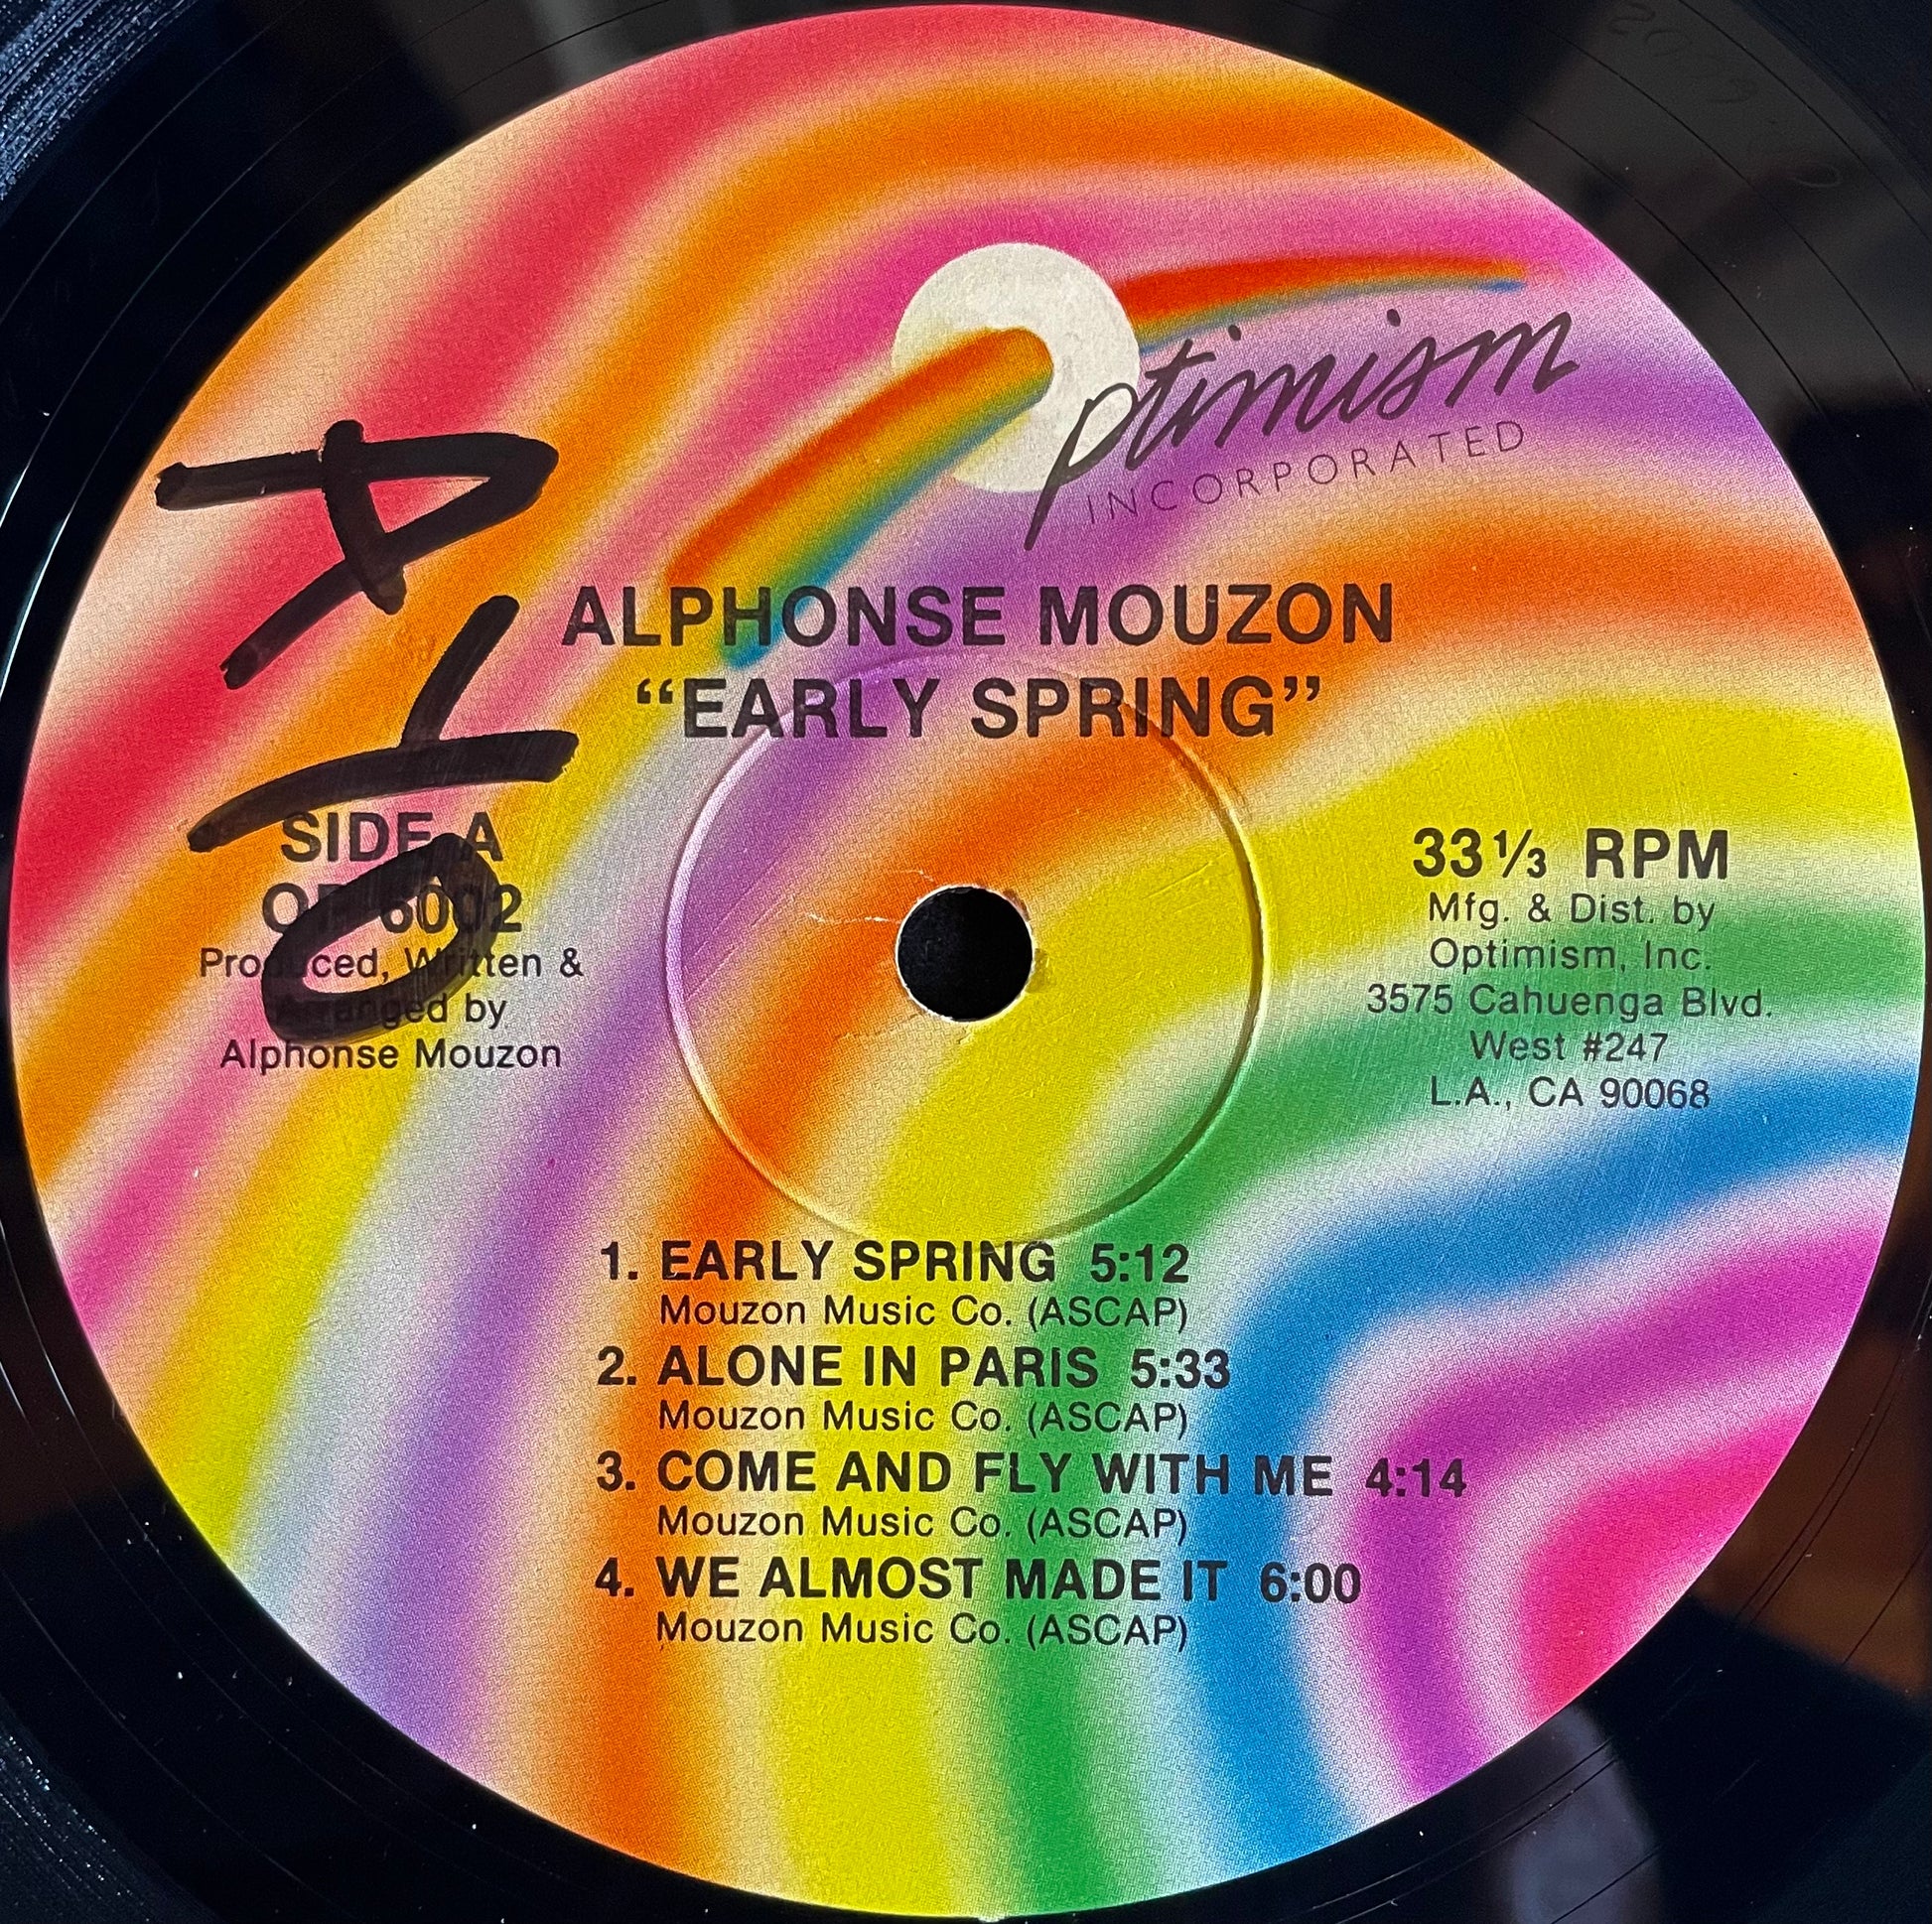 Optimism
INCORPORATED
ALPHONSE MOUZON
“EARLY SPRING”
SIDE A
OP 6002
Produced, Written &
Arranged by
Alphonse Mouzon
33⅓ RPM
Mfg. & Dist. by
Optimism, Inc.
3575 Cahuenga Blvd.
West #247
L.A., CA 90068
1. EARLY SPRING 5:12
Mouzon Music Co. (ASCAP)
2. ALONE IN PARIS 5:33
Mouzon Music Co. (ASCAP)
3. COME AND FLY WITH ME 4:14
Mouzon Music Co. (ASCAP)
4. WE ALMOST MADE IT 6:00
Mouzon Music Co. (ASCAP)